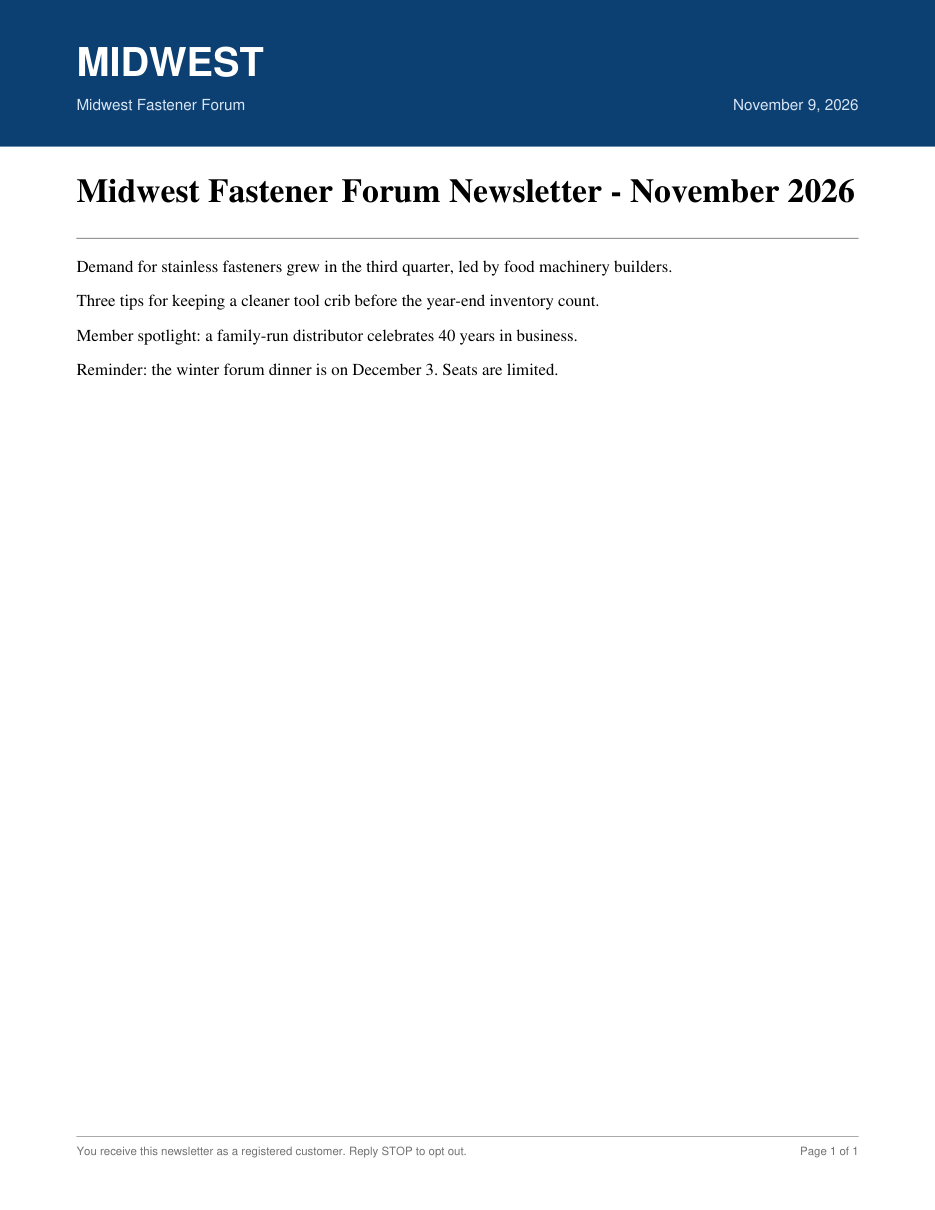 MIDWEST
Midwest Fastener Forum
November 9, 2026
Midwest Fastener Forum Newsletter - November 2026
Demand for stainless fasteners grew in the third quarter, led by food machinery builders.
Three tips for keeping a cleaner tool crib before the year-end inventory count.
Member spotlight: a family-run distributor celebrates 40 years in business.
Reminder: the winter forum dinner is on December 3. Seats are limited.
You receive this newsletter as a registered customer. Reply STOP to opt out.
Page 1 of 1